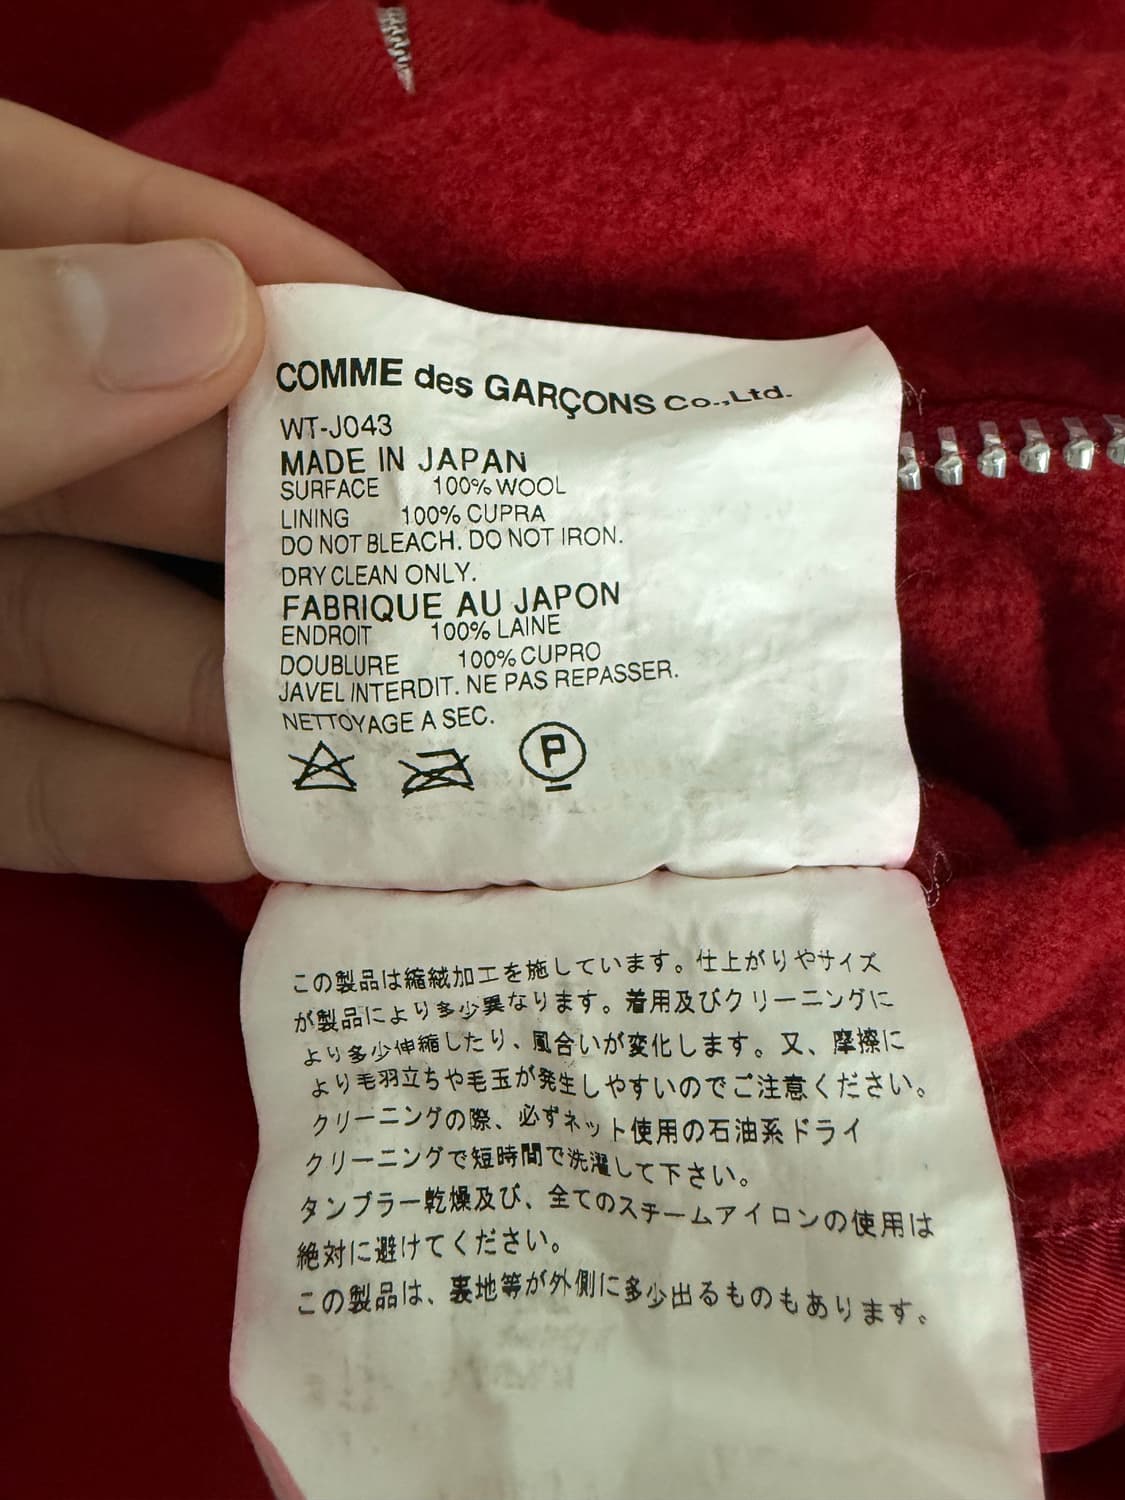 COMME des GARÇONS Co.,Ltd.
WT-J043
MADE IN JAPAN
SURFACE 100% WOOL
LINING 100% CUPRA
DO NOT BLEACH. DO NOT IRON.
DRY CLEAN ONLY.
FABRIQUE AU JAPON
ENDROIT 100% LAINE
DOUBLURE 100% CUPRO
JAVEL INTERDIT. NE PAS REPASSER.
NETTOYAGE A SEC.
P
この製品は縮絨加工を施しています。仕上がりやサイズ
が製品により多少異なります。着用及びクリーニングに
より多少伸縮したり、風合いが変化します。又、摩擦に
より毛羽立ちや毛玉が発生しやすいのでご注意ください。
クリーニングの際、必ずネット使用の石油系ドライ
クリーニングで短時間で洗濯して下さい。
タンブラー乾燥及び、全てのスチームアイロンの使用は
絶対に避けてください。
この製品は、裏地等が外側に多少出るものもあります。